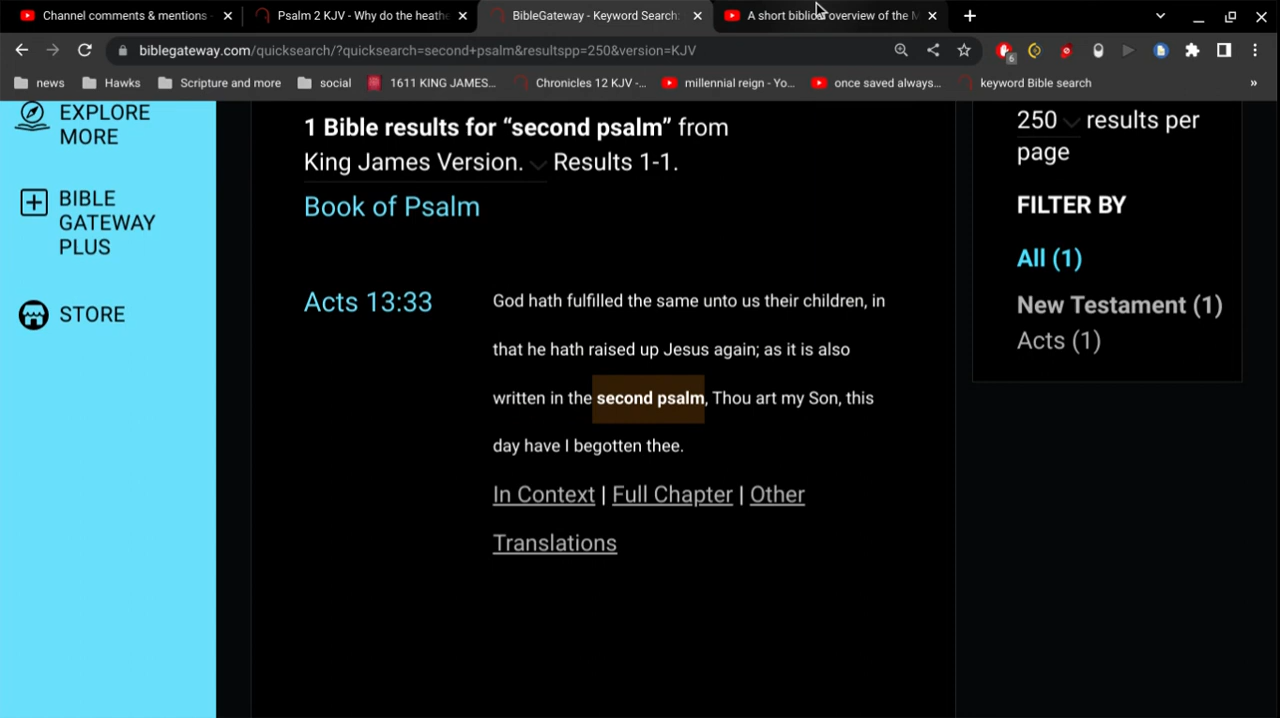 Channel comments & mentions -
Psalm 2 KJV - Why do the heathe
BibleGateway - Keyword Search:
A short biblical overview of the M
biblegateway.com/quicksearch/?quicksearch=second+psalm&resultspp=250&version=KJV
6
news
Hawks
Scripture and more
social
1611 KING JAMES...
Chronicles 12 KJV -...
millennial reign - Yo...
once saved always...
keyword Bible search
»
EXPLORE
MORE
BIBLE
GATEWAY
PLUS
STORE
1 Bible results for “second psalm” from
King James Version. Results 1-1.
Book of Psalm
Acts 13:33
God hath fulfilled the same unto us their children, in
that he hath raised up Jesus again; as it is also
written in the second psalm, Thou art my Son, this
day have I begotten thee.
In Context | Full Chapter | Other
Translations
250 results per
page
FILTER BY
All (1)
New Testament (1)
Acts (1)